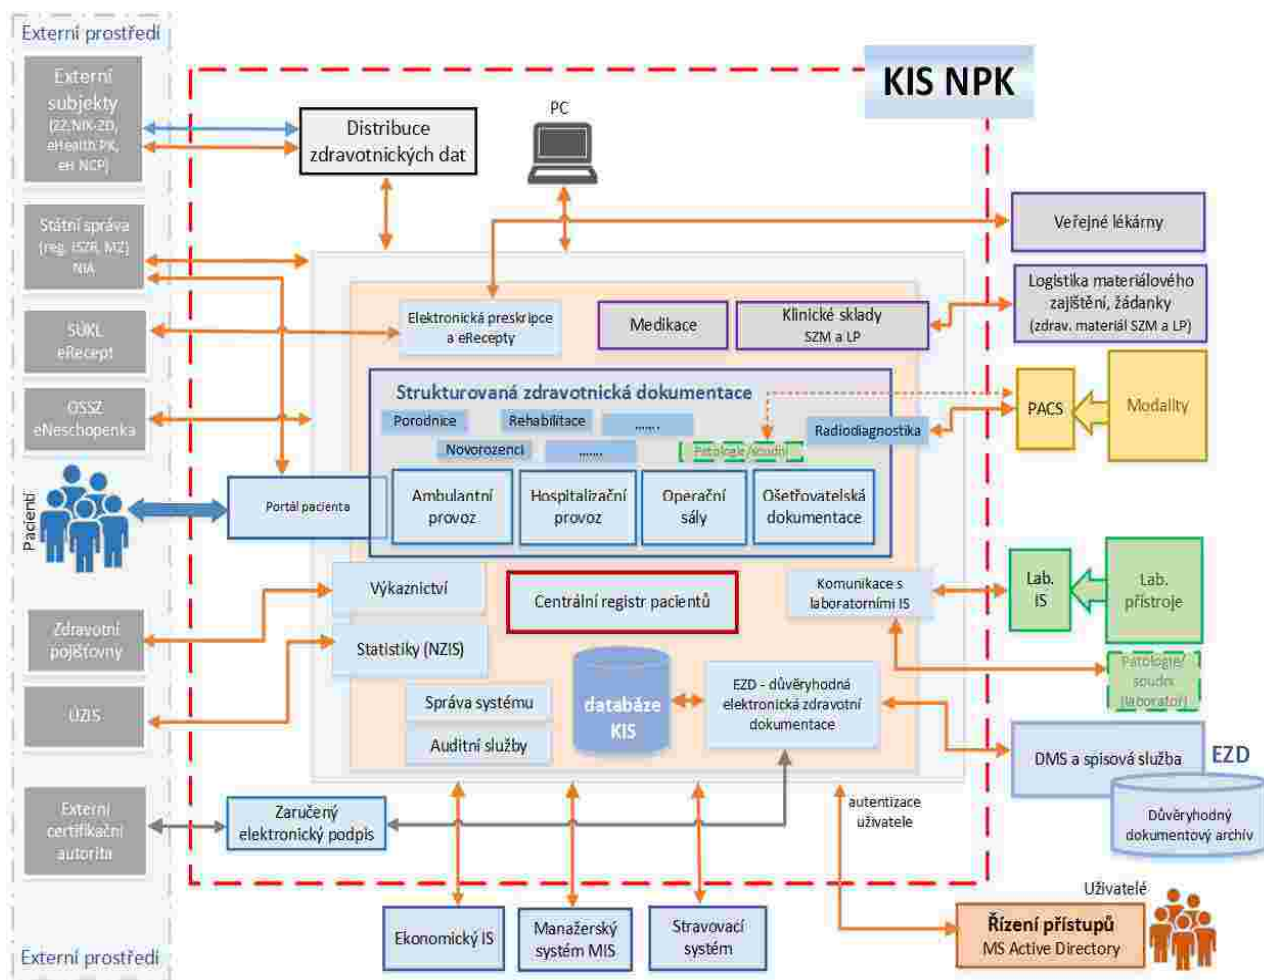 Externí prostředí
Externí
subjekty
eHealth PK,
eH NCP)
KIS NPK
PC
Distribuce
zdravotnických dat
Státní správa
(reg. ISZR, MZ)
NIA
Veřejné lékárny
Logistika materiálového
zajištění, žádanky
(zdrav. materiál SZM a LP)
SÚKL
eRecept
Elektronická preskripce
a eRecepty
Medikace
Klinické sklady
SZM a LP
OSSZ
eNeschopenka
Strukturovaná zdravotnická dokumentace
Porodnice
Rehabilitace
.......
Radiodiagnostika
Novorozenci
.......
Patologie/soudní
PACS
Modality
Pacienti
Portál pacienta
Ambulantní
provoz
Hospitalizační
provoz
Operační
sály
Ošetřovatelská
dokumentace
Výkaznictví
Centrální registr pacientů
Komunikace s
laboratorními IS
Lab.
IS
Lab.
přístroje
Zdravotní
pojišťovny
Statistiky (NZIS)
Patologie/
soudní
(laboratoř)
ÚZIS
Správa systému
Auditní služby
databáze
KIS
EZD - důvěryhodná
elektronická zdravotní
dokumentace
DMS a spisová služba
EZD
Důvěryhodný
dokumentový archív
Externí
certifikační
autorita
Zaručený
elektronický podpis
autentizace
uživatele
Uživatelé
Ekonomický IS
Manažerský
systém MIS
Stravovací
systém
Řízení přístupů
MS Active Directory
Externí prostředí